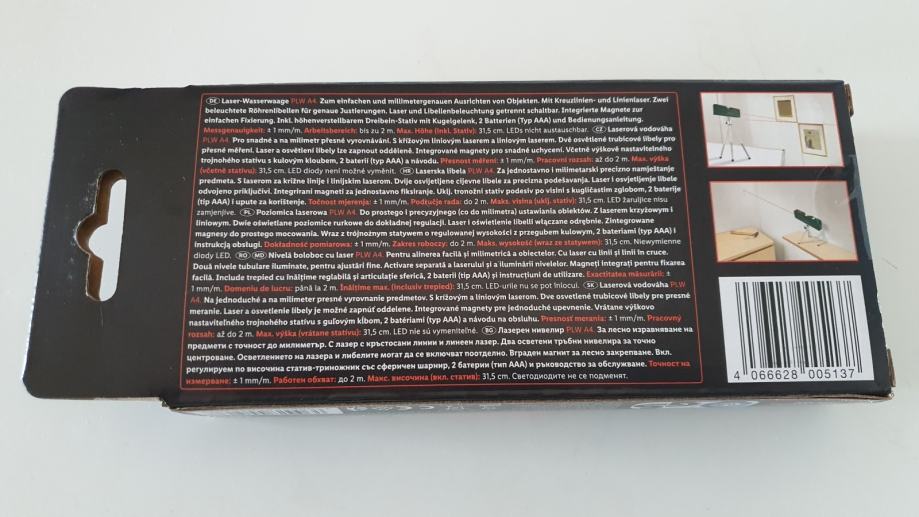 DE Laser-Wasserwaage PLW A4. Zum einfachen und millimetergenauen Ausrichten von Objekten. Mit Kreuzlinien- und Linienlaser. Zwei
beleuchtete Röhrenlibellen für genaue Justierungen. Laser und Libellenbeleuchtung getrennt schaltbar. Integrierte Magnete zur
einfachen Fixierung. Inkl. höhenverstellbarem Dreibein-Stativ mit Kugelgelenk, 2 Batterien (Typ AAA) und Bedienungsanleitung.
Messgenauigkeit: ± 1 mm/m. Arbeitsbereich: bis zu 2 m. Max. Höhe (inkl. Stativ): 31,5 cm. LEDs nicht austauschbar. CZ Laserová vodováha
PLW A4. Pro snadné a na milimetr přesné vyrovnávání. S křížovým liniovým laserem a liniovým laserem. Dvě osvětlené trubicové libely pro
přesné měření. Laser a osvětlení libely lze zapnout odděleně. Integrované magnety pro snadné uchycení. Včetně výškově nastavitelného
trojnohého stativu s kulovým kloubem, 2 baterií (typ AAA) a návodu. Přesnost měření: ± 1 mm/m. Pracovní rozsah: až do 2 m. Max. výška
(včetně stativu): 31,5 cm. LED diody není možné vyměnit. HR Laserska libela PLW A4. Za jednostavno i milimetarski precizno namještanje
predmeta. S laserom za križne linije i linijskim laserom. Dvije osvijetljene cijevne libele za precizna podešavanja. Laser i osvjetljenje libele
odvojeno priključivi. Integrirani magneti za jednostavno fiksiranje. Uklj. tronožni stativ podesiv po visini s kugličastim zglobom, 2 baterije
(tip AAA) i upute za korištenje. Točnost mjerenja: ± 1 mm/m. Područje rada: do 2 m. Maks. visina (uklj. stativ): 31,5 cm. LED žaruljice nisu
zamjenjive. PL Poziomica laserowa PLW A4. Do prostego i precyzyjnego (co do milimetra) ustawiania obiektów. Z laserem krzyżowym i
liniowym. Dwie oświetlane poziomice rurkowe do dokładnej regulacji. Laser i oświetlenie libelli włączane odrębnie. Zintegrowane
magnesy do prostego mocowania. Wraz z trójnożnym statywem o regulowanej wysokości z przegubem kulowym, 2 bateriami (typ AAA) i
instrukcją obsługi. Dokładność pomiarowa: ± 1 mm/m. Zakres roboczy: do 2 m. Maks. wysokość (wraz ze statywem): 31,5 cm. Niewymienne
diody LED. RO MD Nivelă boloboc cu laser PLW A4. Pentru alinerea facilă și milimetrică a obiectelor. Cu laser cu linii și linii în cruce.
Două nivele tubulare iluminate, pentru ajustări fine. Activare separată a laserului și a iluminării nivelelor. Magneți integrați pentru fixarea
facilă. Include trepied cu înălțime reglabilă și articulație sferică, 2 baterii (tip AAA) și instrucțiuni de utilizare. Exactitatea măsurării: ±
1 mm/m. Domeniu de lucru: până la 2 m. Înălțime max. (inclusiv trepied): 31,5 cm. LED-urile nu se pot înlocui. SK Laserová vodováha PLW
A4. Na jednoduché a na milimeter presné vyrovnanie predmetov. S krížovým a líniovým laserom. Dve osvetlené trubicové libely pre presné
meranie. Laser a osvetlenie libely je možné zapnúť oddelene. Integrované magnety pre jednoduché upevnenie. Vrátane výškovo
nastaviteľného trojnohého statívu s guľovým kĺbom, 2 batériami (typ AAA) a návodu na obsluhu. Presnosť merania: ± 1 mm/m. Pracovný
rozsah: až do 2 m. Max. výška (vrátane statívu): 31,5 cm. LED nie sú vymeniteľné. BG Лазерен нивелир PLW A4. За лесно изравняване на
предмети с точност до милиметър. С лазер с кръстосани линии и линеен лазер. Два осветени тръбни нивелира за точно
центроване. Осветлението на лазера и либелите могат да се включват поотделно. Вграден магнит за лесно закрепване. Вкл.
регулируем по височина статив-триножник със сферичен шарнир, 2 батерии (тип AAA) и ръководство за обслужване. Точност на
измерване: ± 1 mm/m. Работен обхват: до 2 m. Макс. височина (вкл. статив): 31,5 cm. Светодиодите не се подменят.
4 066628 005137